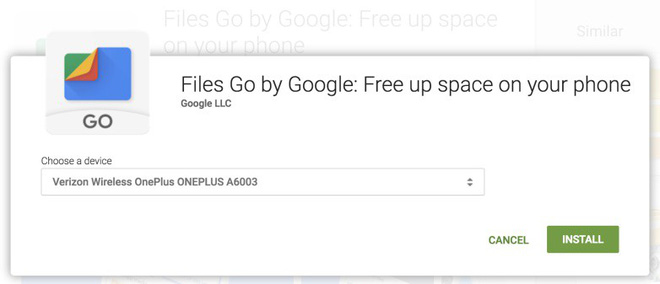 Files Go by Google: Free up space
on your phone
Similar
GO
Files Go by Google: Free up space on your phone
Google LLC
Choose a device
Verizon Wireless OnePlus ONEPLUS A6003
CANCEL
INSTALL